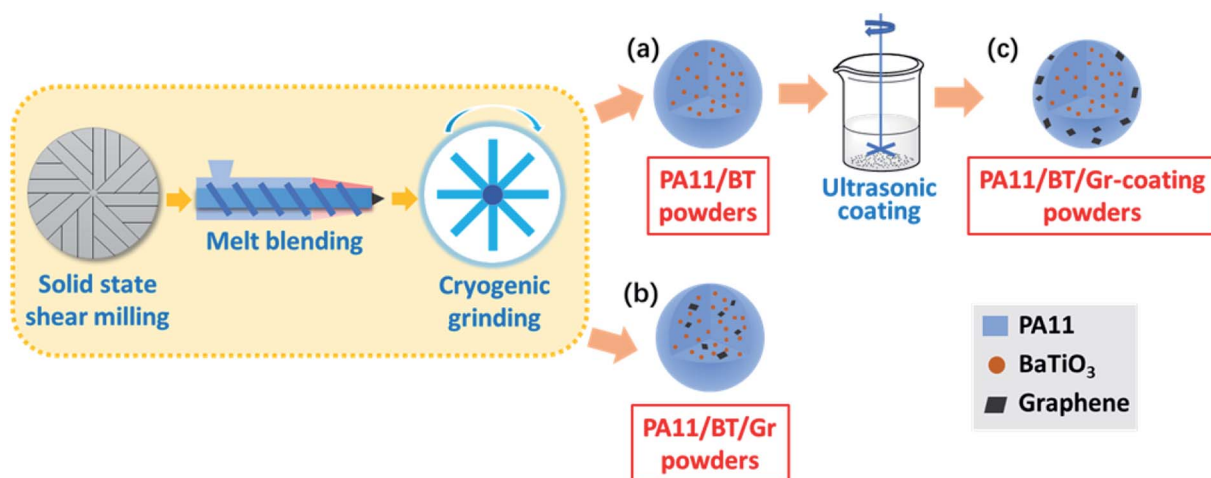 Solid state
shear milling
Melt blending
Cryogenic
grinding
(a)
PA11/BT
powders
Ultrasonic
coating
(c)
PA11/BT/Gr-coating
powders
(b)
PA11/BT/Gr
powders
PA11
BaTiO₃
Graphene